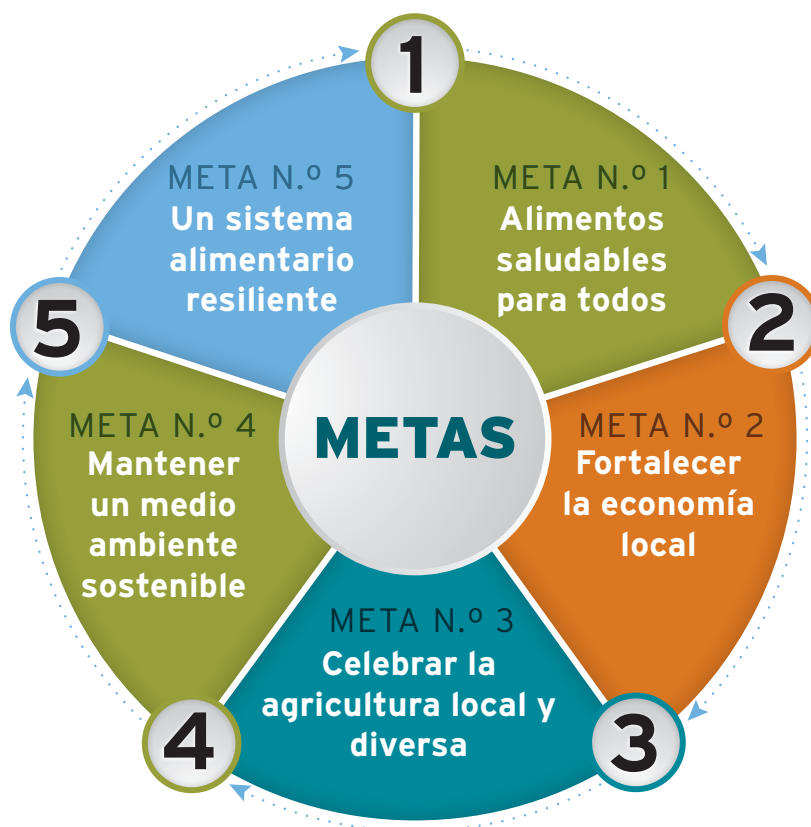 METAS
1
META N.º 1
Alimentos
saludables
para todos
2
META N.º 2
Fortalecer
la economía
local
3
META N.º 3
Celebrar la
agricultura local y
diversa
4
META N.º 4
Mantener
un medio
ambiente
sostenible
5
META N.º 5
Un sistema
alimentario
resiliente